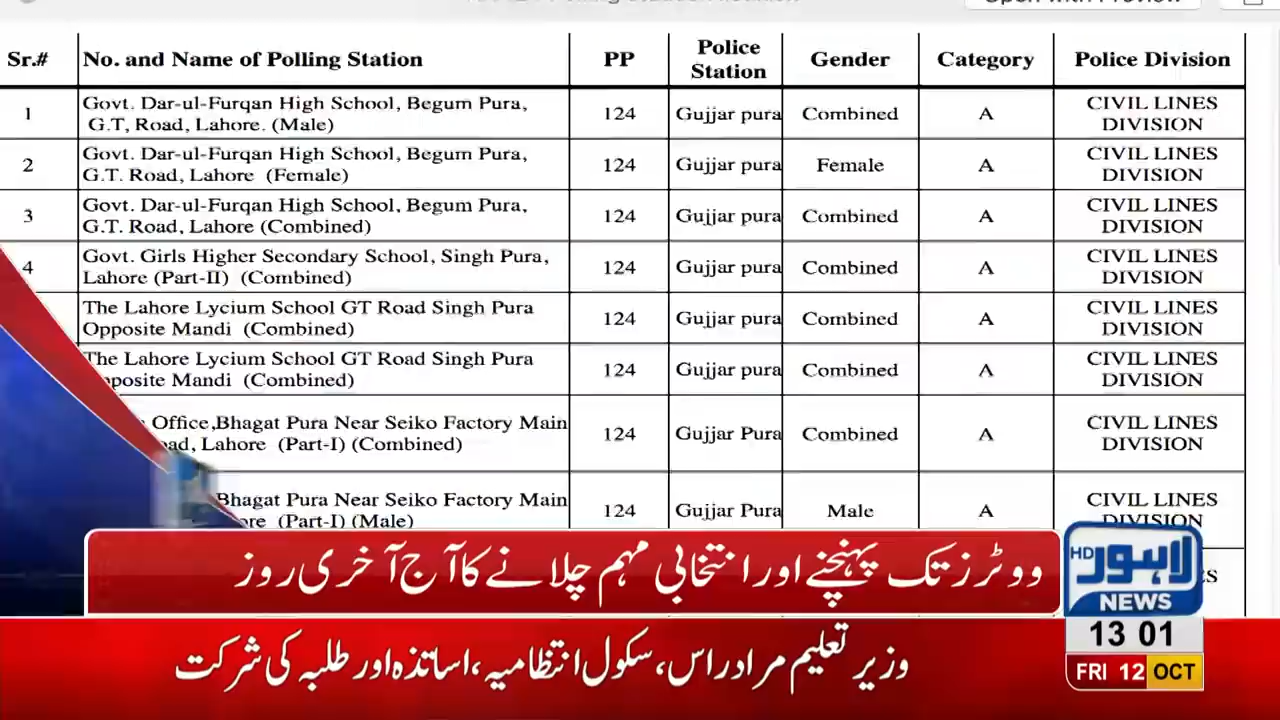 Sr.# No. and Name of Polling Station PP Police Station Gender Category Police Division
1 Govt. Dar-ul-Furqan High School, Begum Pura, 124 Gujjar pura Combined A CIVIL LINES
G.T, Road, Lahore. (Male) DIVISION
2 Govt. Dar-ul-Furqan High School, Begum Pura, 124 Gujjar pura Female A CIVIL LINES
G.T. Road, Lahore (Female) DIVISION
3 Govt. Dar-ul-Furqan High School, Begum Pura, 124 Gujjar pura Combined A CIVIL LINES
G.T. Road, Lahore (Combined) DIVISION
4 Govt. Girls Higher Secondary School, Singh Pura, 124 Gujjar pura Combined A CIVIL LINES
Lahore (Part-II) (Combined) DIVISION
The Lahore Lycium School GT Road Singh Pura 124 Gujjar pura Combined A CIVIL LINES
Opposite Mandi (Combined) DIVISION
The Lahore Lycium School GT Road Singh Pura 124 Gujjar pura Combined A CIVIL LINES
Mandi (Combined) DIVISION
Office,Bhagat Pura Near Seiko Factory Main 124 Gujjar Pura Combined A CIVIL LINES
Lahore (Part-I) (Combined) DIVISION
Bhagat Pura Near Seiko Factory Main 124 Gujjar Pura Male A CIVIL LINES
(Part-I) (Male) DIVISION
ووٹرز تک پہنچنے اور انتخابی مہم چلانے کا آج آخری روز
HD لاہور
NEWS
13 01
FRI 12 OCT
وزیر تعلیم مراد راس، سکول انتظامیہ، اساتذہ اور طلبہ کی شرکت